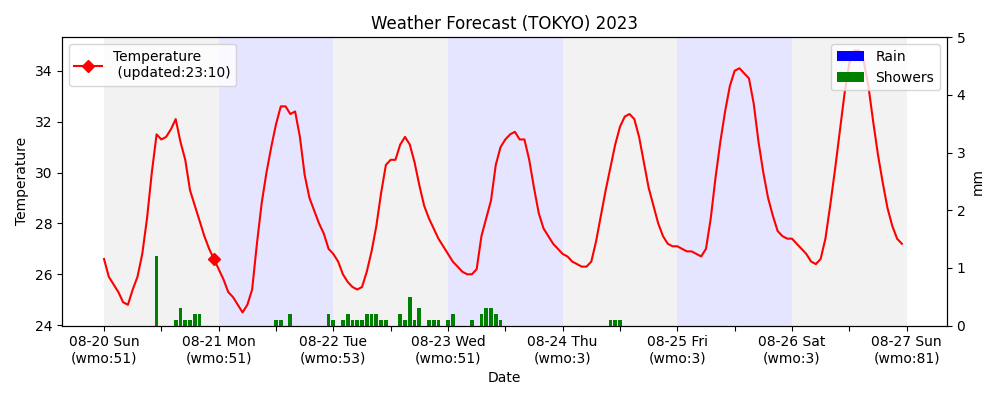 Weather Forecast (TOKYO) 2023
Temperature
(updated:23:10)
Rain
Showers
34
32
30
28
26
24
Temperature
5
4
3
2
1
0
mm
08-20 Sun
(wmo:51)
08-21 Mon
(wmo:51)
08-22 Tue
(wmo:53)
08-23 Wed
(wmo:51)
08-24 Thu
(wmo:3)
08-25 Fri
(wmo:3)
08-26 Sat
(wmo:3)
08-27 Sun
(wmo:81)
Date